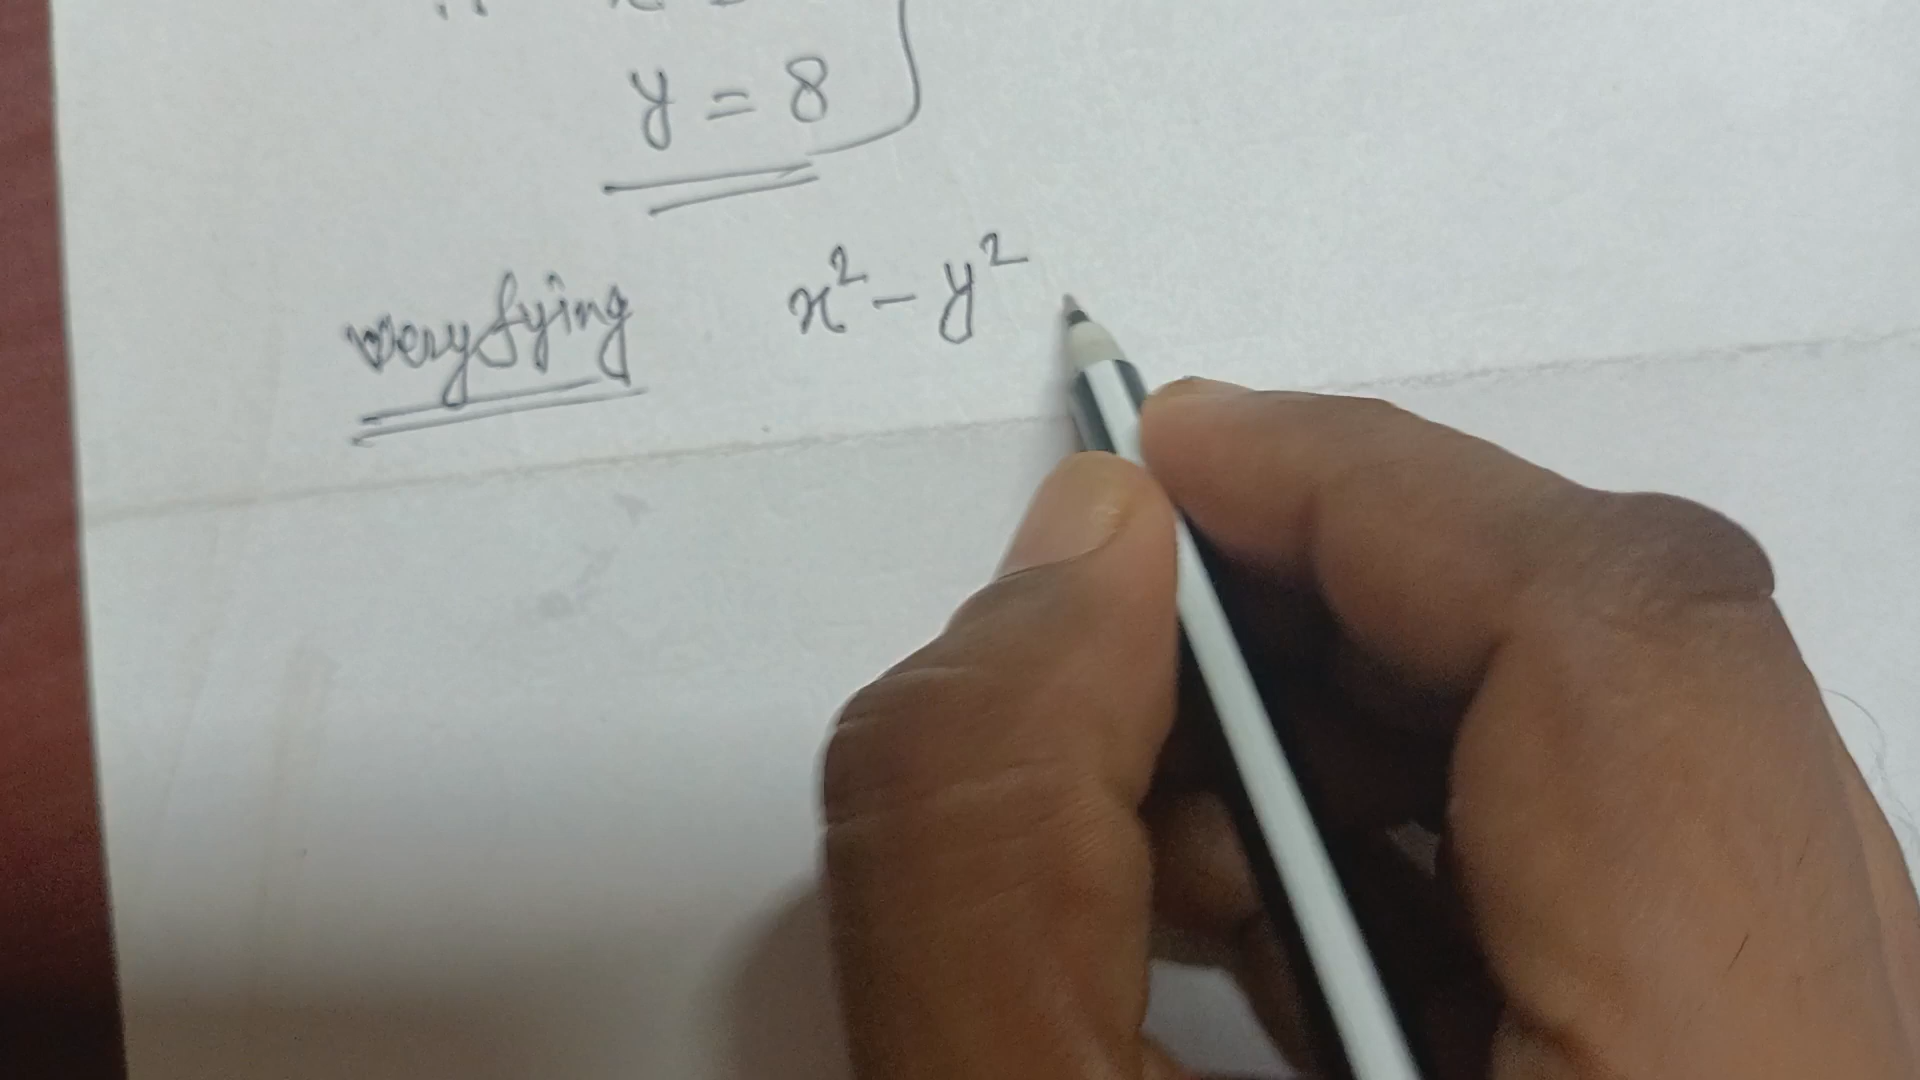 y = 8
veryfying x² - y²